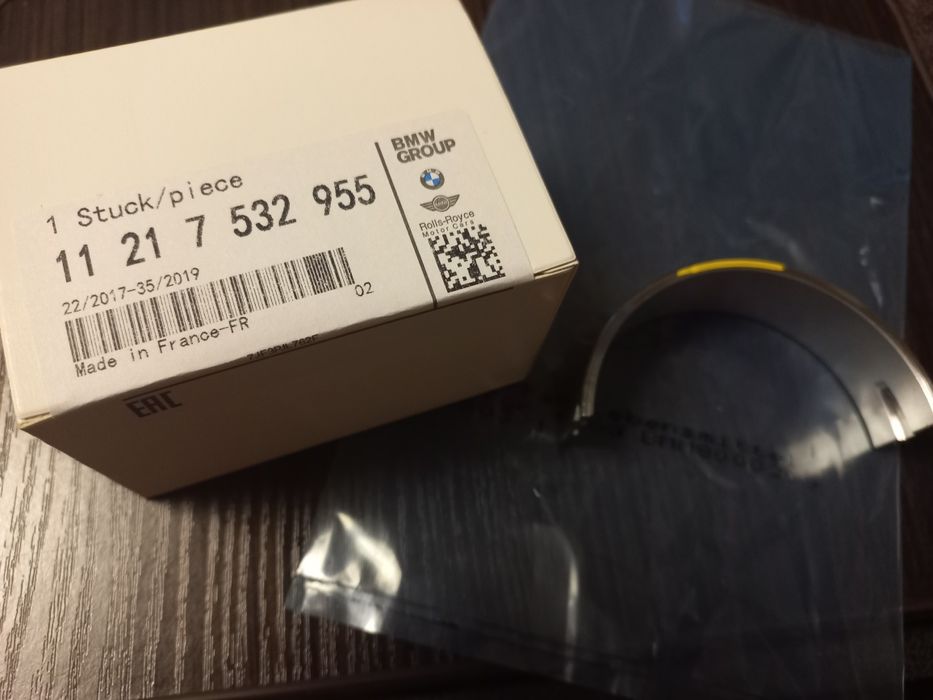 1 Stuck/piece
11 21 7 532 955
22/2017-35/2019
02
Made in France-FR
BMW
GROUP
Rolls-Royce
Motor Cars
EAC